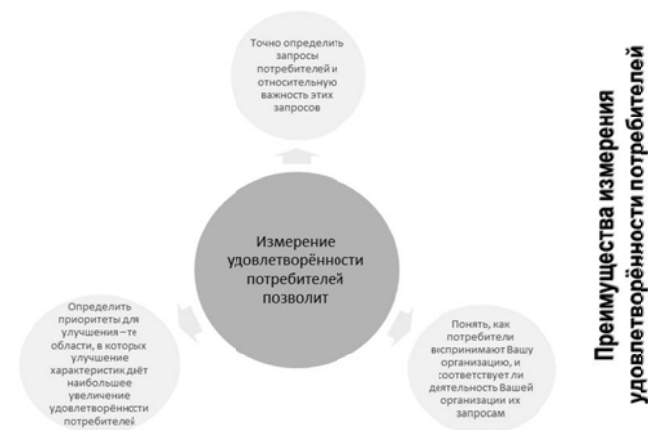 Преимущества измерения
удовлетворённости потребителей
Точно определить
запросы
потребителей и
относительную
важность этих
запросов
Измерение
удовлетворённости
потребителей
позволит
Определить
приоритеты для
улучшения – те
области, в которых
улучшение
характеристик даёт
наибольшее
увеличение
удовлетворённости
потребителей
Понять, как
потребители
воспринимают Вашу
организацию, и
соответствует ли
деятельность Вашей
организации их
запросам